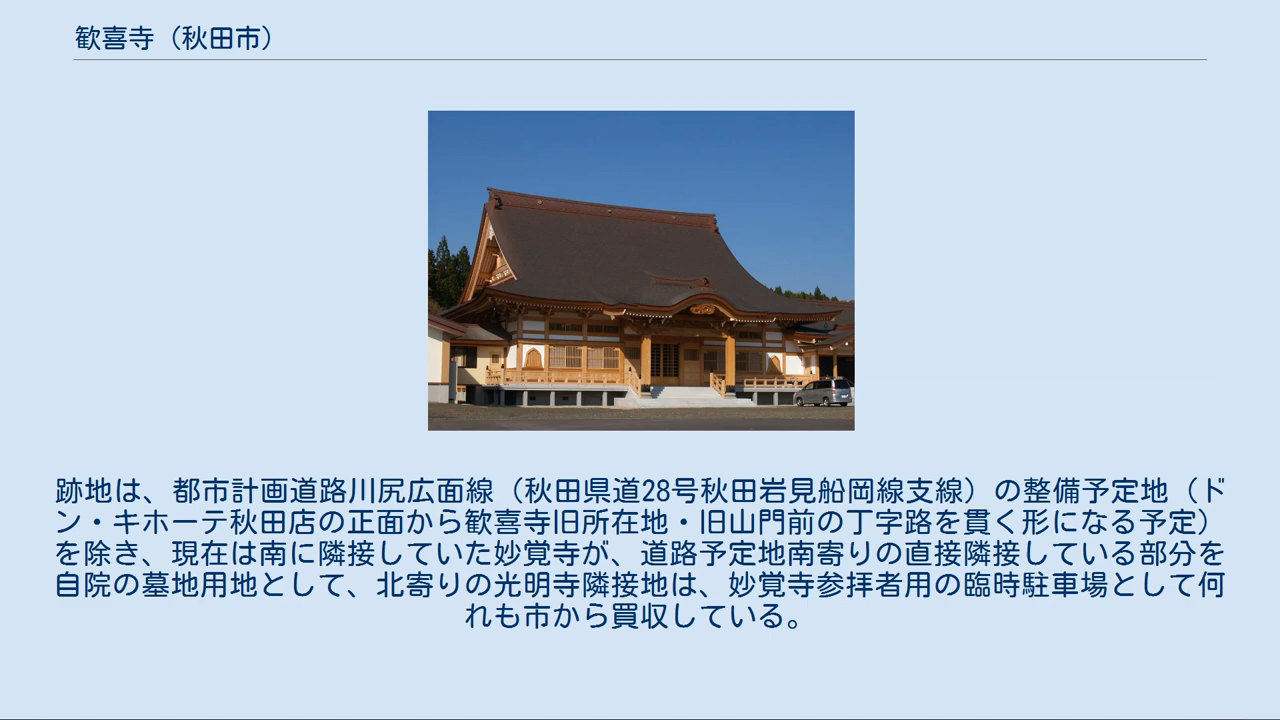 歓喜寺（秋田市）
跡地は、都市計画道路川尻広面線（秋田県道28号秋田岩見船岡線支線）の整備予定地（ド
ン・キホーテ秋田店の正面から歓喜寺旧所在地・旧山門前の丁字路を貫く形になる予定）
を除き、現在は南に隣接していた妙覚寺が、道路予定地南寄りの直接隣接している部分を
自院の墓地用地として、北寄りの光明寺隣接地は、妙覚寺参拝者用の臨時駐車場として何
れも市から買収している。